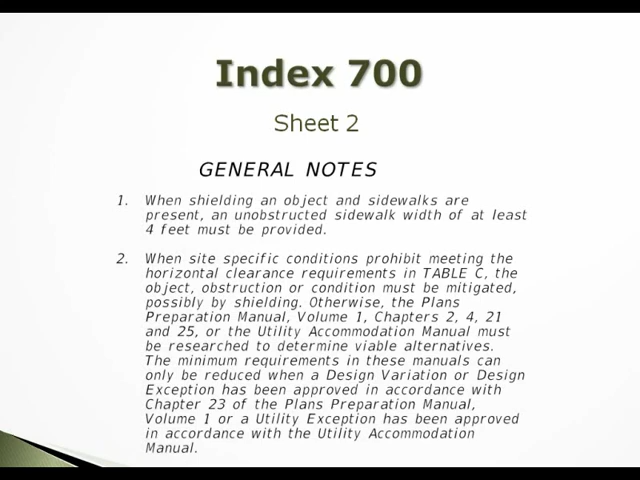 Index 700
Sheet 2
GENERAL NOTES
1. When shielding an object and sidewalks are
present, an unobstructed sidewalk width of at least
4 feet must be provided.
2. When site specific conditions prohibit meeting the
horizontal clearance requirements in TABLE C, the
object, obstruction or condition must be mitigated,
possibly by shielding. Otherwise, the Plans
Preparation Manual, Volume 1, Chapters 2, 4, 21
and 25, or the Utility Accommodation Manual must
be researched to determine viable alternatives.
The minimum requirements in these manuals can
only be reduced when a Design Variation or Design
Exception has been approved in accordance with
Chapter 23 of the Plans Preparation Manual,
Volume 1 or a Utility Exception has been approved
in accordance with the Utility Accommodation
Manual.